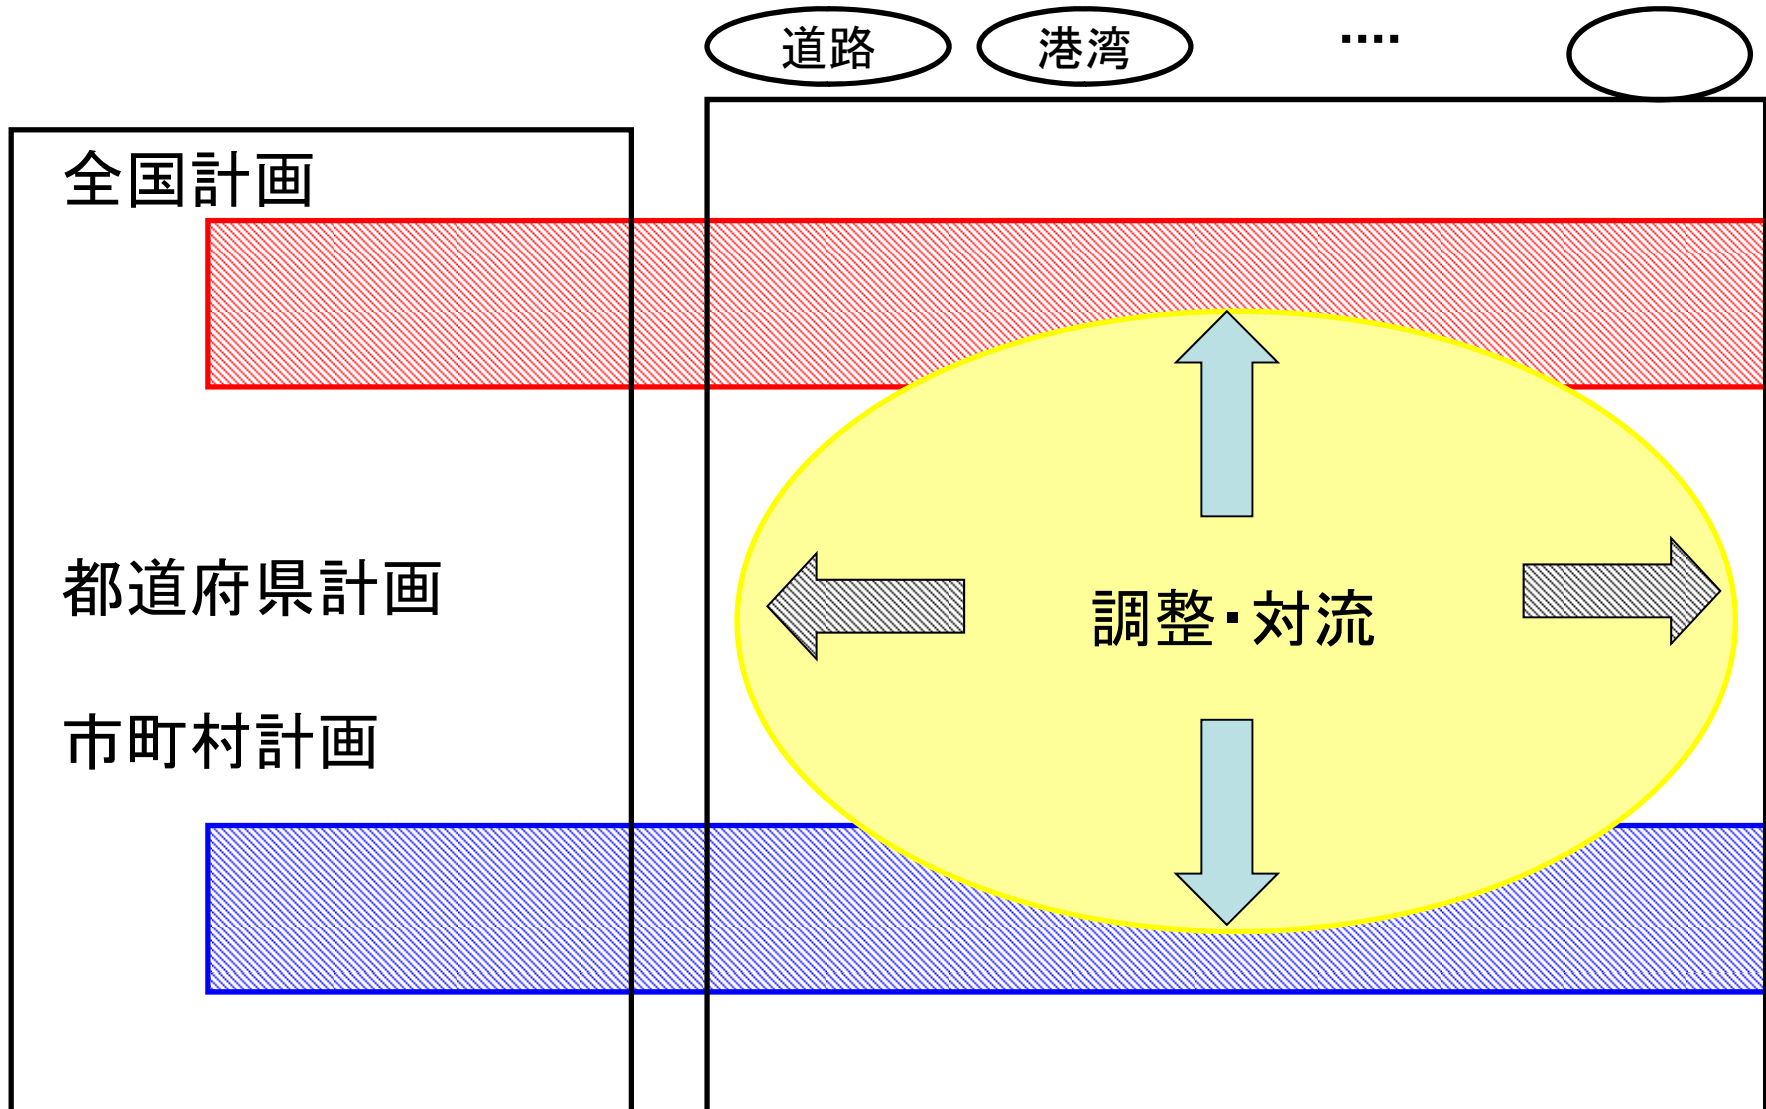 道路
港湾
....
全国計画
都道府県計画
調整・対流
市町村計画